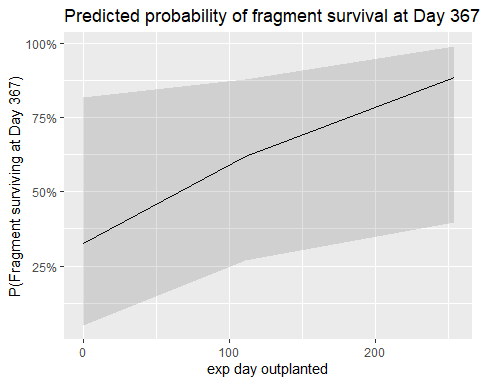 Predicted probability of fragment survival at Day 367
100%
75%
50%
25%
P(Fragment surviving at Day 367)
0
100
200
exp day outplanted